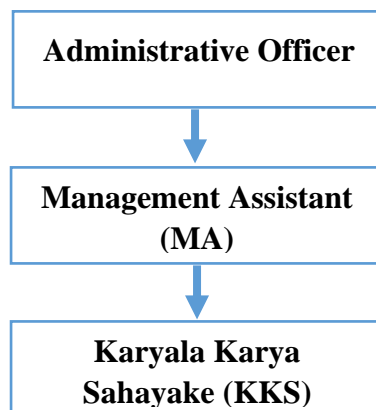 Administrative Officer
Management Assistant
(MA)
Karyala Karya
Sahayake (KKS)